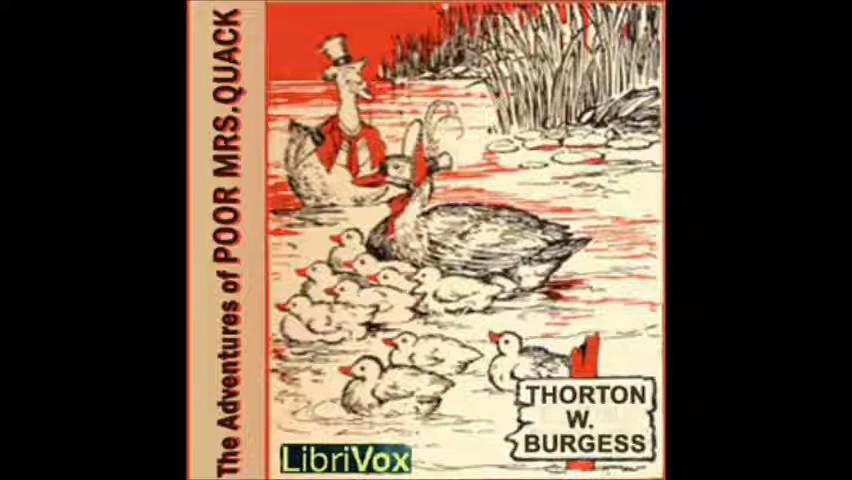 The Adventures of POOR MRS.QUACK
THORTON
W.
BURGESS
LibriVox